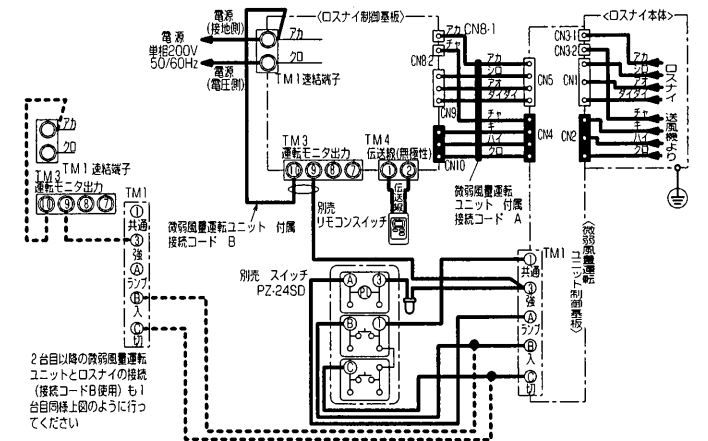 〈ロスナイ制御基板〉
〈ロスナイ本体〉
電源
(接地側)
電源
単相200V
50/60Hz
電源
(電圧側)
アカ
クロ
TM1速結端子
アカ
CN8-1
チャ
CN8-2
CN9
CN10
アカ
シロ
アオ
ダイダイ
チャ
キ
ハイ
クロ
CN5
CN4
CN3-1
CN3-2
CN1
CN2
アカ
シロ
アオ
ダイダイ
チャ
キ
ハイ
クロ
ロスナイ
送風機より
TM3
運転モニタ出力
⑩ ⑨ ⑧ ⑦
TM4
伝送線(無極性)
① ②
伝送線
別売
リモコンスイッチ
微弱風量運転
ユニット 付属
接続コード A
微弱風量運転ユニット 付属
接続コード B
アカ
クロ
TM1速結端子
TM3
運転モニタ出力
⑩ ⑨ ⑧ ⑦
TM1
①
共通
③
強
Ⓐ
ランプ
Ⓑ
入
Ⓒ
切
別売 スイッチ
PZ-24SD
Ⓐ ③
PL
Ⓑ ①
Ⓒ
TM1
①
共通
③
強
Ⓐ
ランプ
Ⓑ
入
Ⓒ
切
〈微弱風量運転
ユニット制御基板〉
2台目以降の微弱風量運転
ユニットとロスナイの接続
(接続コードB使用)も1
台目同様上図のように行っ
てください